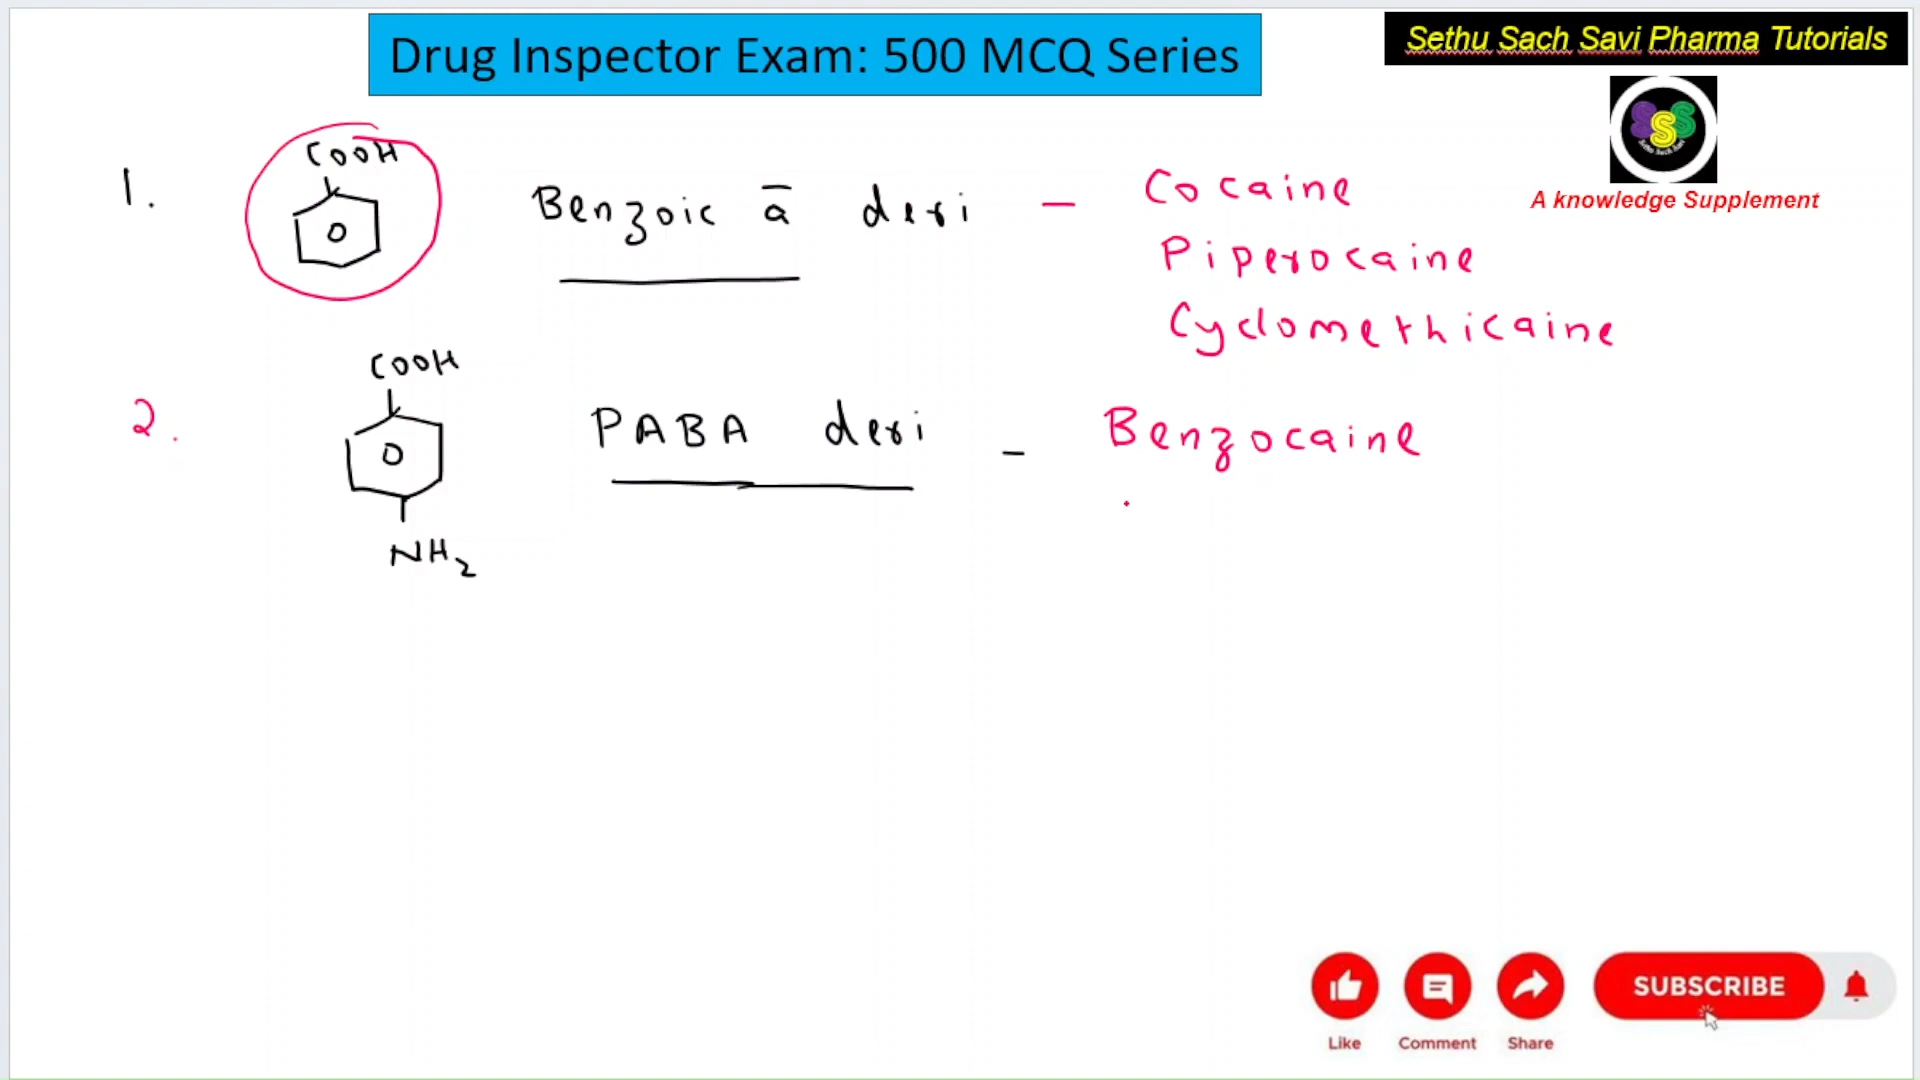 Drug Inspector Exam: 500 MCQ Series
Sethu Sach Savi Pharma Tutorials
SSS
A knowledge Supplement
1.
COOH
Benzoic ā deri - Cocaine
Piperocaine
Cyclomethicaine
2.
COOH
PABA deri - Benzocaine
NH2
SUBSCRIBE
Like Comment Share